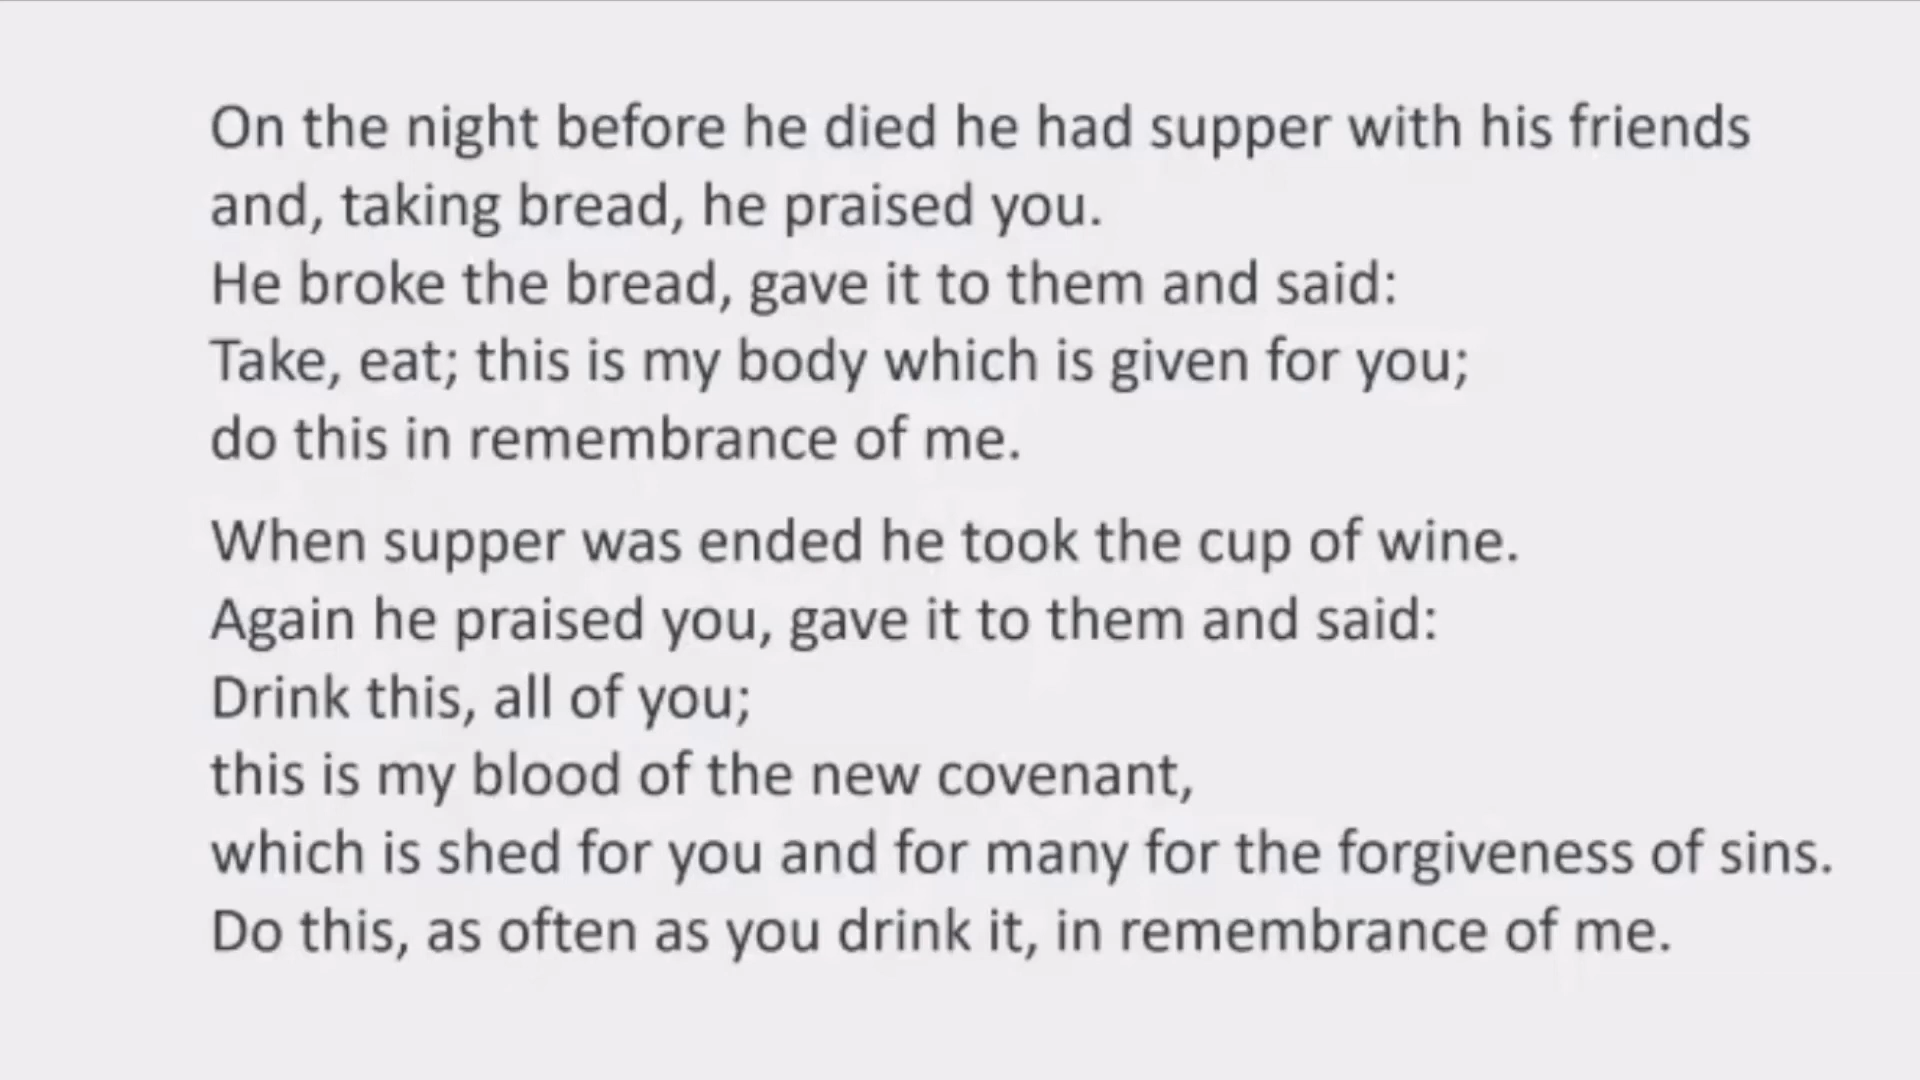 On the night before he died he had supper with his friends
and, taking bread, he praised you.
He broke the bread, gave it to them and said:
Take, eat; this is my body which is given for you;
do this in remembrance of me.
When supper was ended he took the cup of wine.
Again he praised you, gave it to them and said:
Drink this, all of you;
this is my blood of the new covenant,
which is shed for you and for many for the forgiveness of sins.
Do this, as often as you drink it, in remembrance of me.